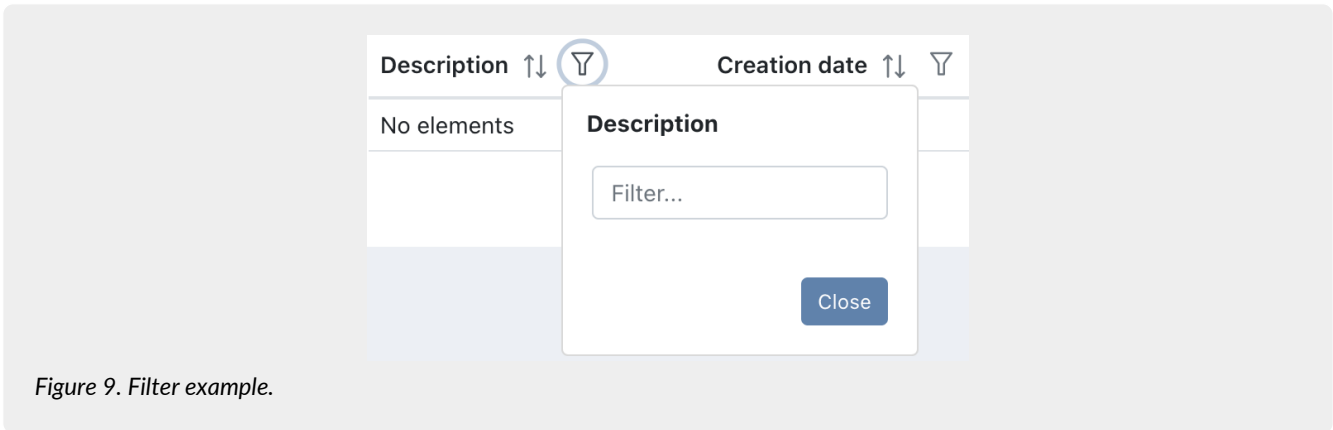 Description Creation date
No elements
Description
Filter...
Close
Figure 9. Filter example.